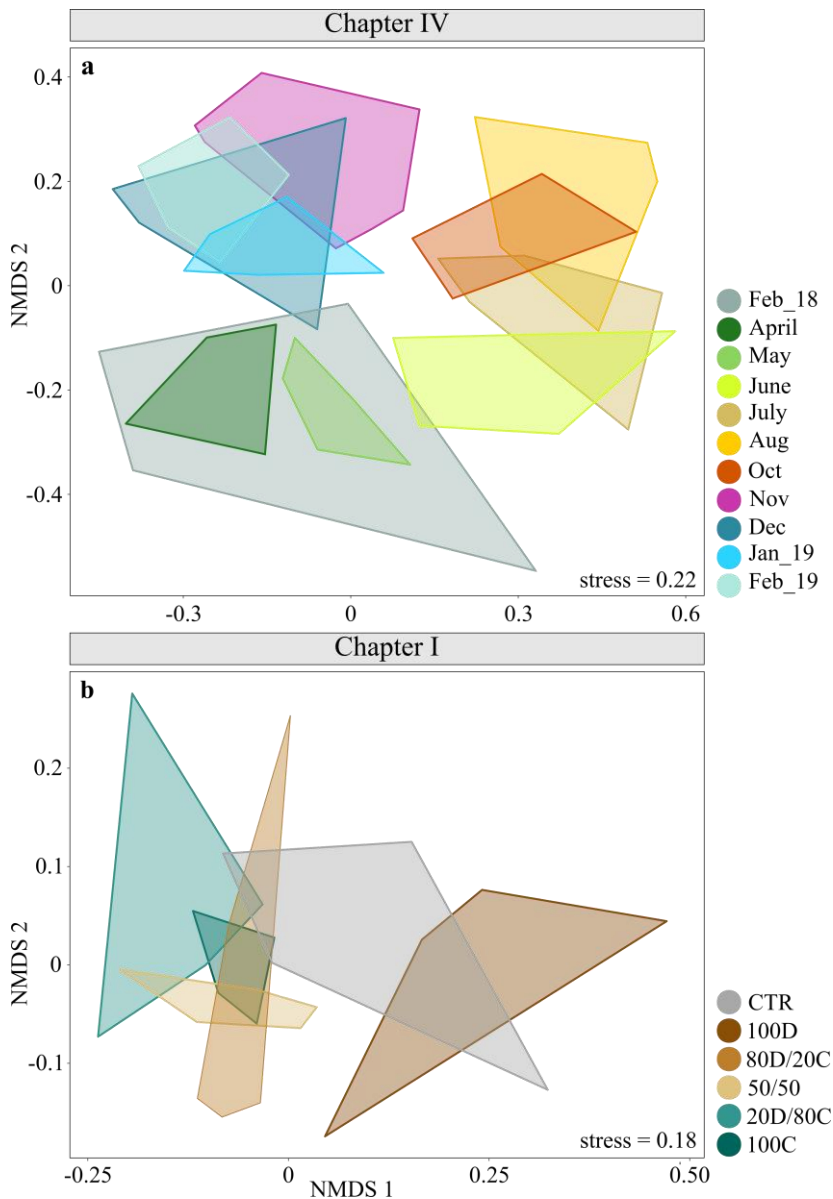 Chapter IV
a
0.4
0.2
0
-0.2
-0.4
NMDS 2
-0.3
0
0.3
0.6
stress = 0.22
Feb_18
April
May
June
July
Aug
Oct
Nov
Dec
Jan_19
Feb_19
Chapter I
b
0.2
0.1
0
-0.1
NMDS 2
-0.25
0
0.25
0.50
NMDS 1
stress = 0.18
CTR
100D
80D/20C
50/50
20D/80C
100C